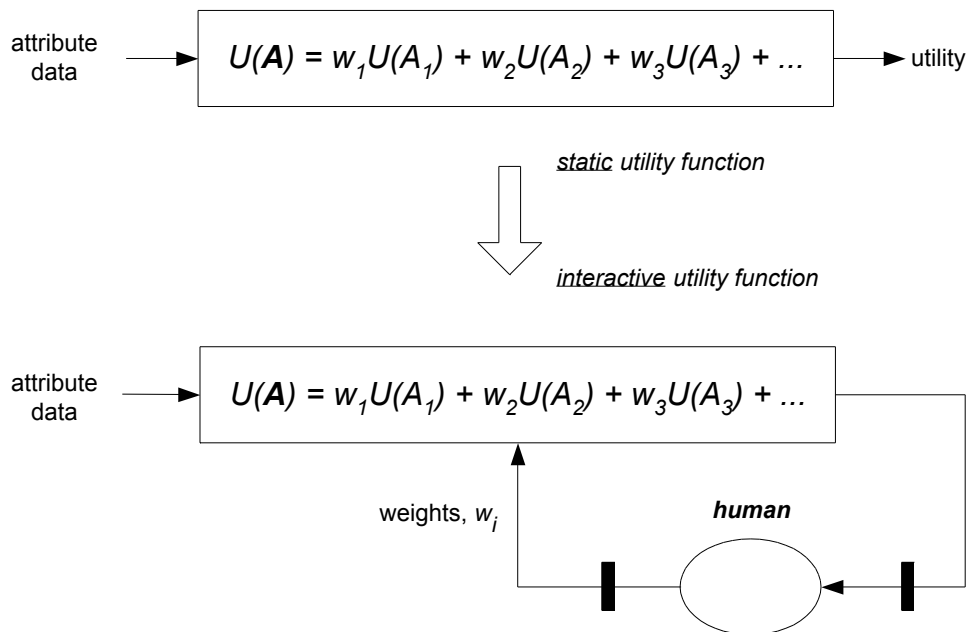 attribute
data
U(A) = w₁U(A₁) + w₂U(A₂) + w₃U(A₃) + ...
utility
static utility function
interactive utility function
attribute
data
U(A) = w₁U(A₁) + w₂U(A₂) + w₃U(A₃) + ...
weights, wᵢ
human